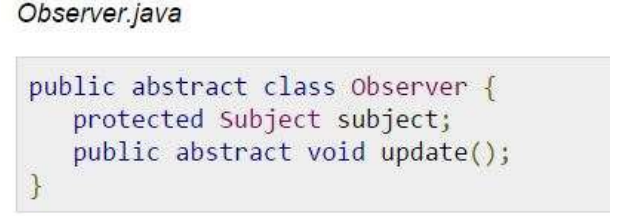 Observer.java
public abstract class Observer {
protected Subject subject;
public abstract void update();
}